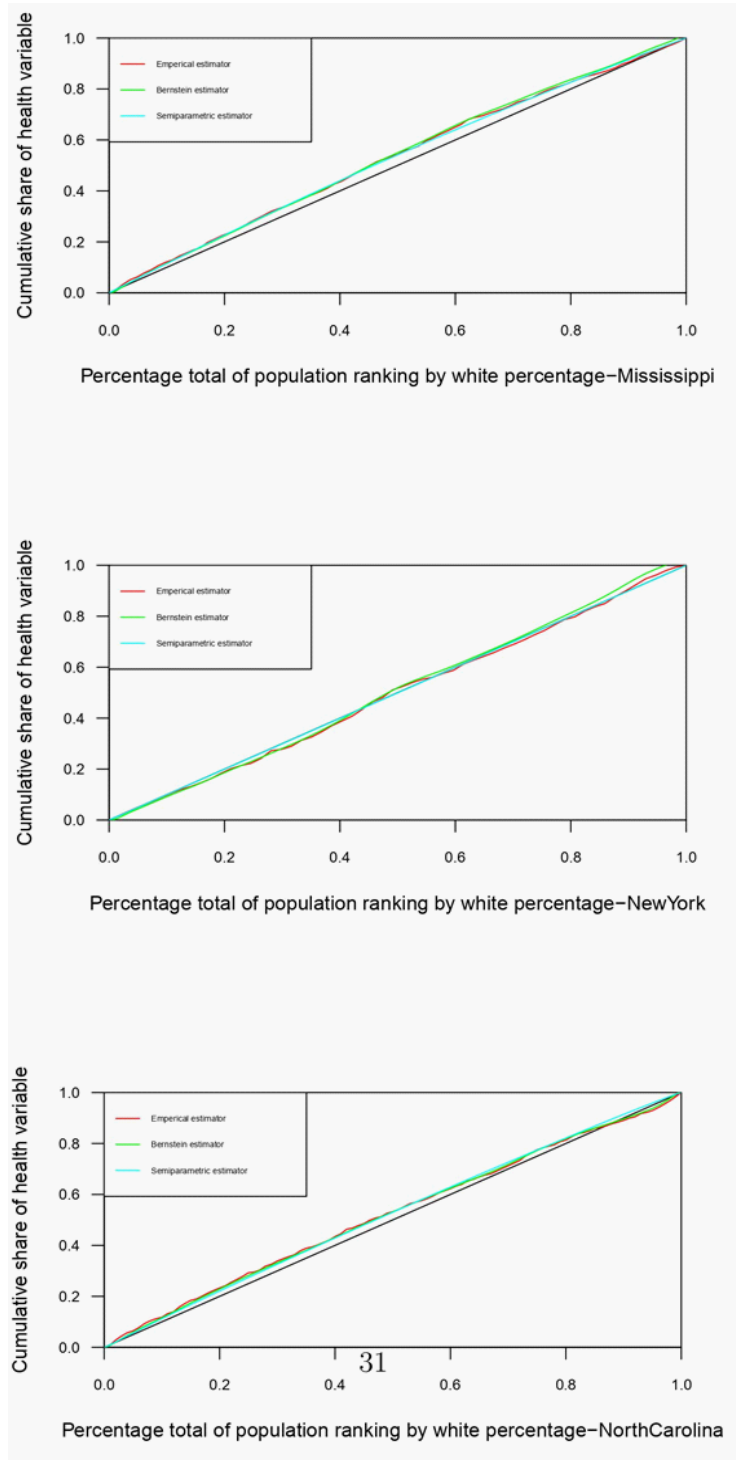 Cumulative share of health variable
1.0
0.8
0.6
0.4
0.2
0.0
Emperical estimator
Bernstein estimator
Semiparametric estimator
0.0 0.2 0.4 0.6 0.8 1.0
Percentage total of population ranking by white percentage−Mississippi
Cumulative share of health variable
1.0
0.8
0.6
0.4
0.2
0.0
Emperical estimator
Bernstein estimator
Semiparametric estimator
0.0 0.2 0.4 0.6 0.8 1.0
Percentage total of population ranking by white percentage−NewYork
Cumulative share of health variable
1.0
0.8
0.6
0.4
0.2
0.0
Emperical estimator
Bernstein estimator
Semiparametric estimator
31
0.0 0.2 0.4 0.6 0.8 1.0
Percentage total of population ranking by white percentage−NorthCarolina